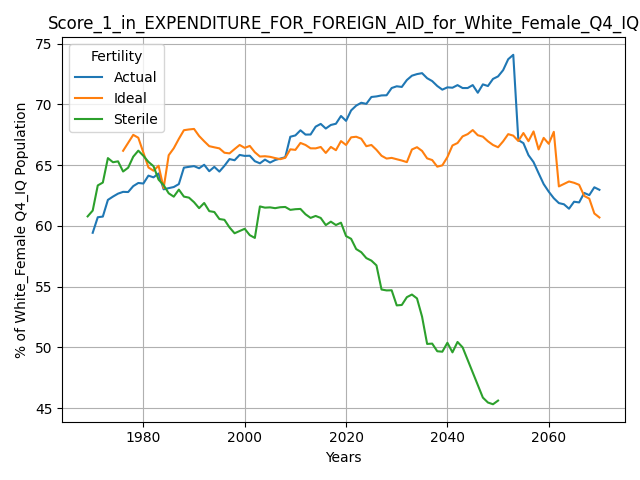 Score_1_in_EXPENDITURE_FOR_FOREIGN_AID_for_White_Female_Q4_IQ
Fertility
Actual
Ideal
Sterile
% of White_Female Q4_IQ Population
75
70
65
60
55
50
45
1980
2000
2020
2040
2060
Years